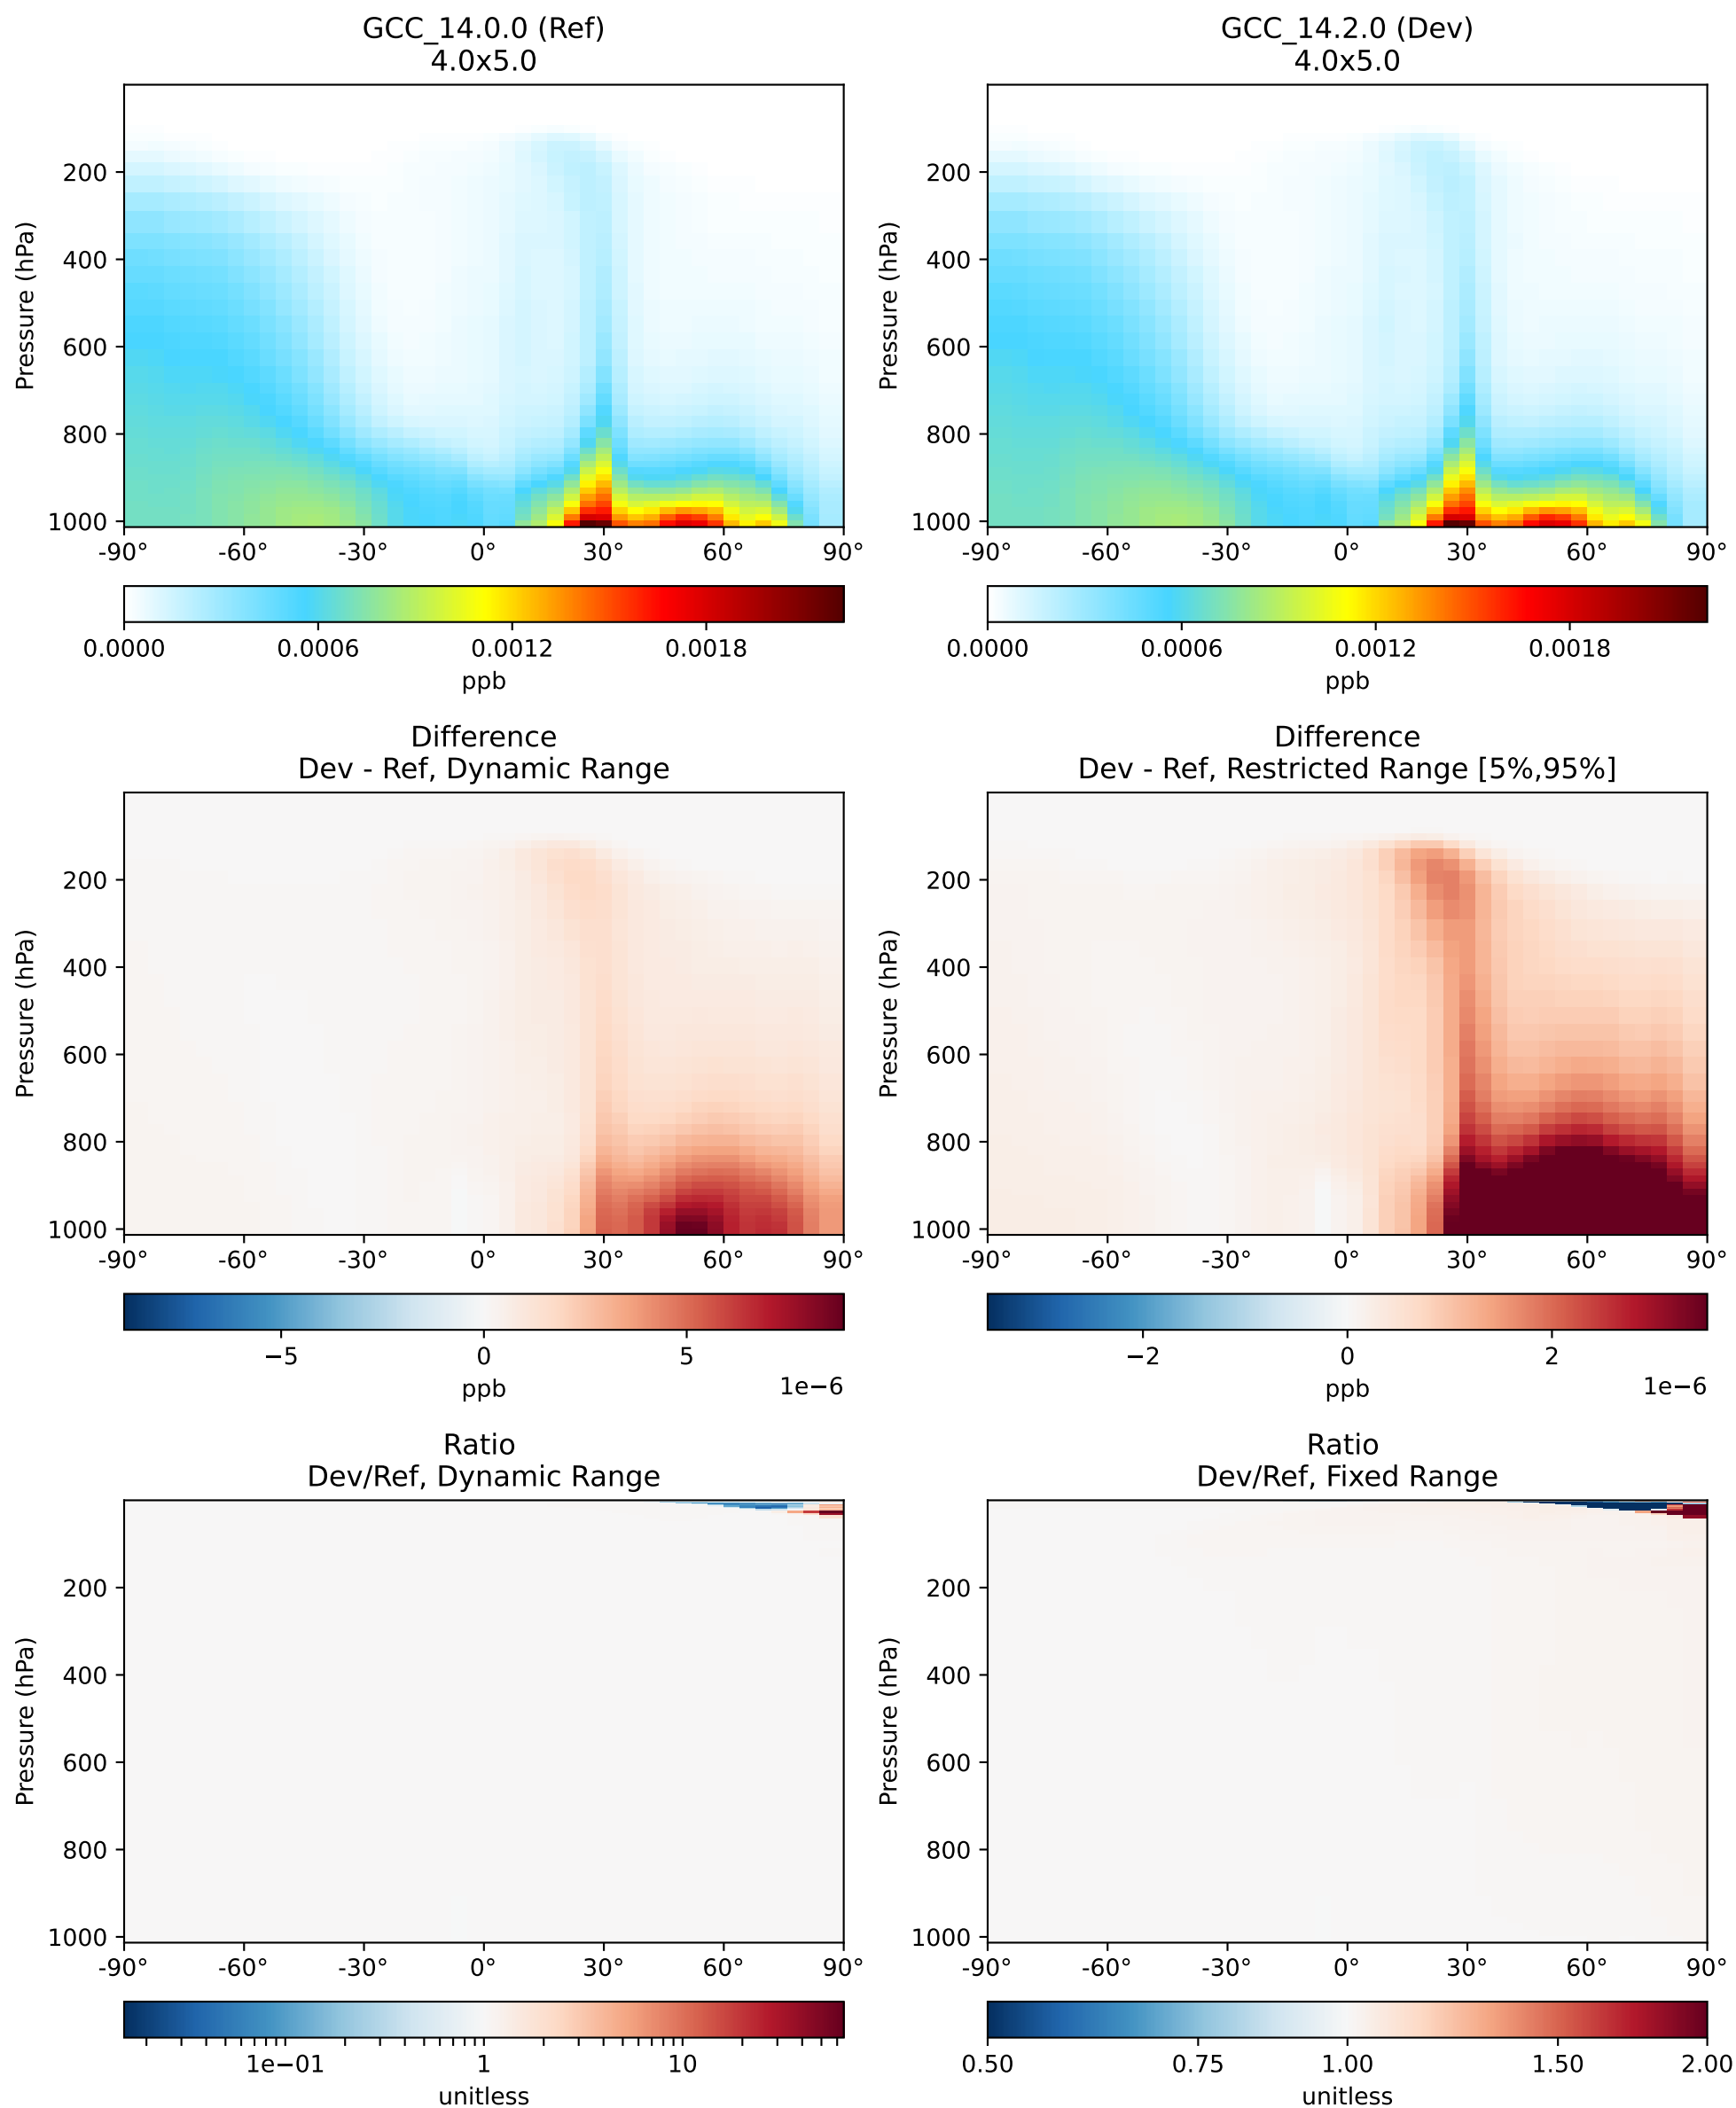 GCC_14.0.0 (Ref)
4.0x5.0
GCC_14.2.0 (Dev)
4.0x5.0
Pressure (hPa)
200
400
600
800
1000
-90° -60° -30° 0° 30° 60° 90°
0.0000 0.0006 0.0012 0.0018
ppb
Pressure (hPa)
200
400
600
800
1000
-90° -60° -30° 0° 30° 60° 90°
0.0000 0.0006 0.0012 0.0018
ppb
Difference
Dev - Ref, Dynamic Range
Pressure (hPa)
200
400
600
800
1000
-90° -60° -30° 0° 30° 60° 90°
−5 0 5
ppb
1e−6
Difference
Dev - Ref, Restricted Range [5%,95%]
Pressure (hPa)
200
400
600
800
1000
-90° -60° -30° 0° 30° 60° 90°
−2 0 2
ppb
1e−6
Ratio
Dev/Ref, Dynamic Range
Pressure (hPa)
200
400
600
800
1000
-90° -60° -30° 0° 30° 60° 90°
1e−01 1 10
unitless
Ratio
Dev/Ref, Fixed Range
Pressure (hPa)
200
400
600
800
1000
-90° -60° -30° 0° 30° 60° 90°
0.50 0.75 1.00 1.50 2.00
unitless